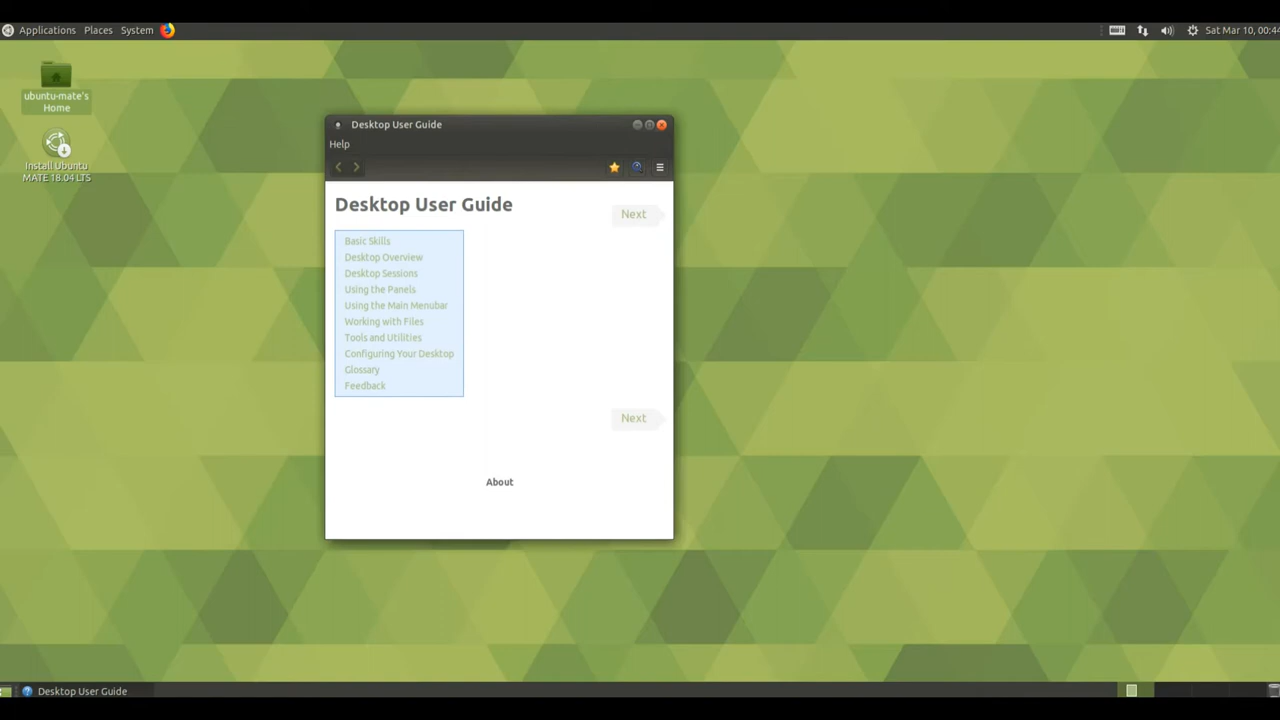 Applications Places System
Sat Mar 10, 00:44
ubuntu-mate's
Home
Install Ubuntu
MATE 18.04 LTS
Desktop User Guide
Help
Desktop User Guide
Next
Basic Skills
Desktop Overview
Desktop Sessions
Using the Panels
Using the Main Menubar
Working with Files
Tools and Utilities
Configuring Your Desktop
Glossary
Feedback
Next
About
Desktop User Guide